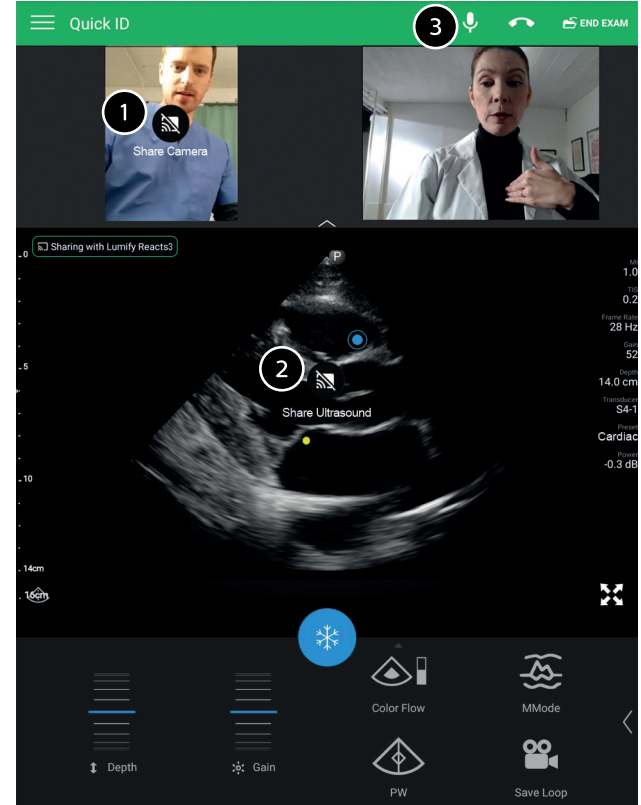 Quick ID
3
END EXAM
1
Share Camera
Sharing with Lumify Reacts3
P
0
MI
1.0
TIS
0.2
Frame Rate
28 Hz
Gain
52
5
2
Depth
14.0 cm
Share Ultrasound
Transducer
S4-1
Preset
Cardiac
Power
-0.3 dB
10
14cm
16cm
Color Flow
MMode
Depth
Gain
PW
Save Loop